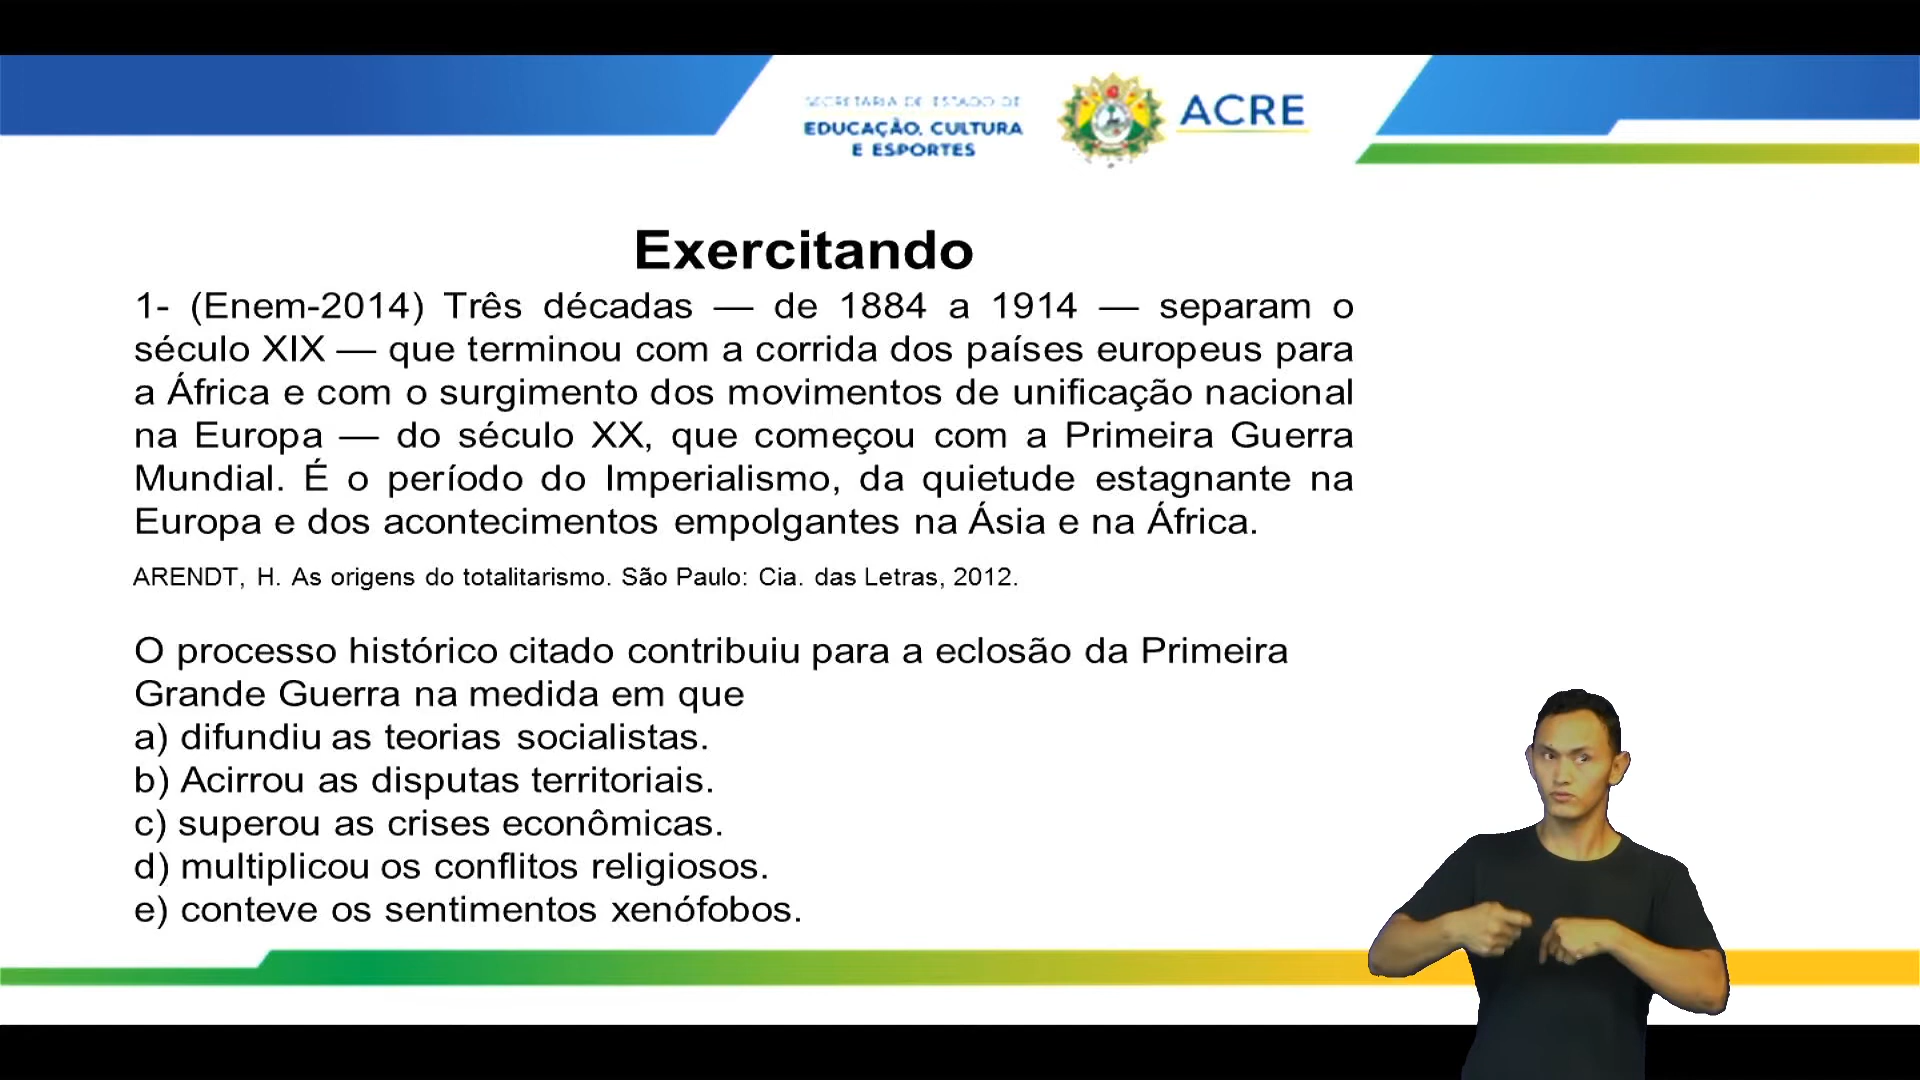 SECRETARIA DE ESTADO DE
EDUCAÇÃO, CULTURA
E ESPORTES
ACRE
Exercitando
1- (Enem-2014) Três décadas — de 1884 a 1914 — separam o
século XIX — que terminou com a corrida dos países europeus para
a África e com o surgimento dos movimentos de unificação nacional
na Europa — do século XX, que começou com a Primeira Guerra
Mundial. É o período do Imperialismo, da quietude estagnante na
Europa e dos acontecimentos empolgantes na Ásia e na África.
ARENDT, H. As origens do totalitarismo. São Paulo: Cia. das Letras, 2012.
O processo histórico citado contribuiu para a eclosão da Primeira
Grande Guerra na medida em que
a) difundiu as teorias socialistas.
b) Acirrou as disputas territoriais.
c) superou as crises econômicas.
d) multiplicou os conflitos religiosos.
e) conteve os sentimentos xenófobos.